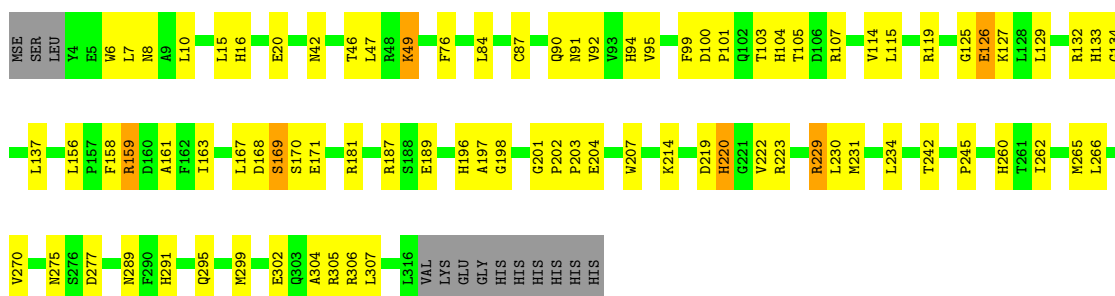 MSE SER LEU Y4 E5 W6 L7 N8 A9 L10 L15 H16 E20 N42 T46 L47 R48 K49 F76 L84 C87 Q90 N91 V92 V93 H94 V95 F99 D100 P101 Q102 T103 H104 T105 D106 R107 V114 L115 R119 G125 E126 K127 L128 L129 R132 H133 G134
L137 L156 P157 F158 R159 D160 A161 F162 I163 L167 D168 S169 S170 E171 R181 R187 S188 E189 H196 A197 G198 G201 P202 P203 E204 W207 K214 D219 H220 G221 V222 R223 R229 L230 M231 L234 T242 P245 H260 T261 I262 M265 L266
V270 N275 S276 D277 N289 F290 H291 Q295 M299 E302 Q303 A304 R305 R306 L307 L316 VAL LYS GLU GLY HIS HIS HIS HIS HIS HIS